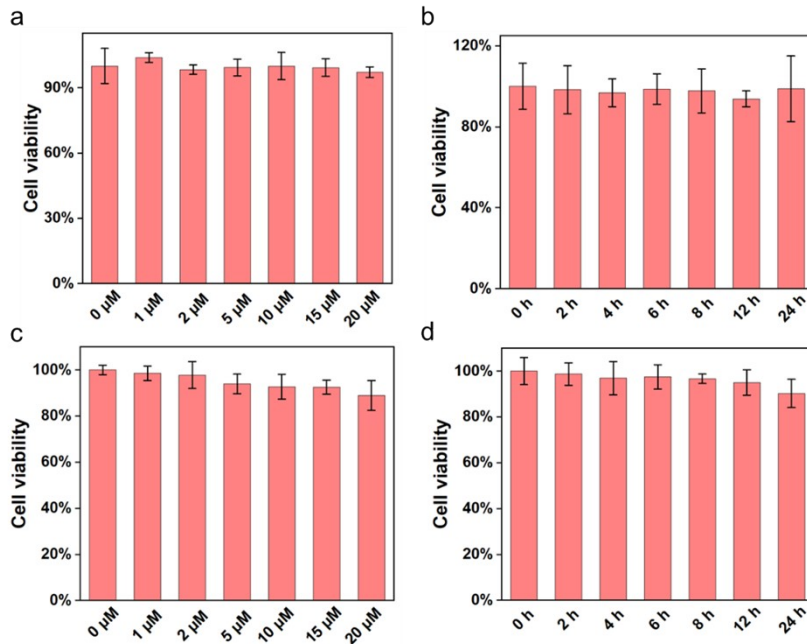 a
Cell viability
90%
60%
30%
0%
0 µM 1 µM 2 µM 5 µM 10 µM 15 µM 20 µM
b
Cell viability
120%
80%
40%
0%
0 h 2 h 4 h 6 h 8 h 12 h 24 h
c
Cell viability
100%
80%
60%
40%
20%
0%
0 µM 1 µM 2 µM 5 µM 10 µM 15 µM 20 µM
d
Cell viability
100%
80%
60%
40%
20%
0%
0 h 2 h 4 h 6 h 8 h 12 h 24 h